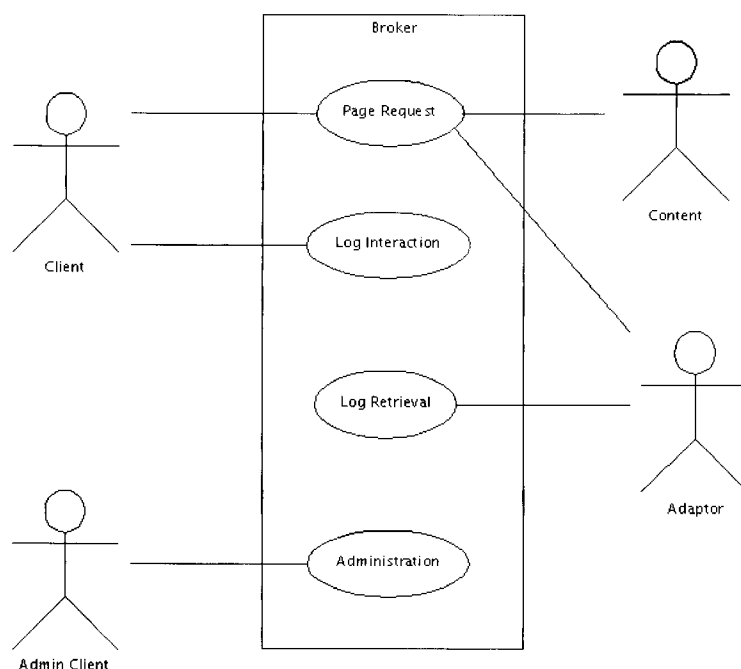 Broker
Page Request
Content
Log Interaction
Client
Log Retrieval
Adaptor
Administration
Admin Client